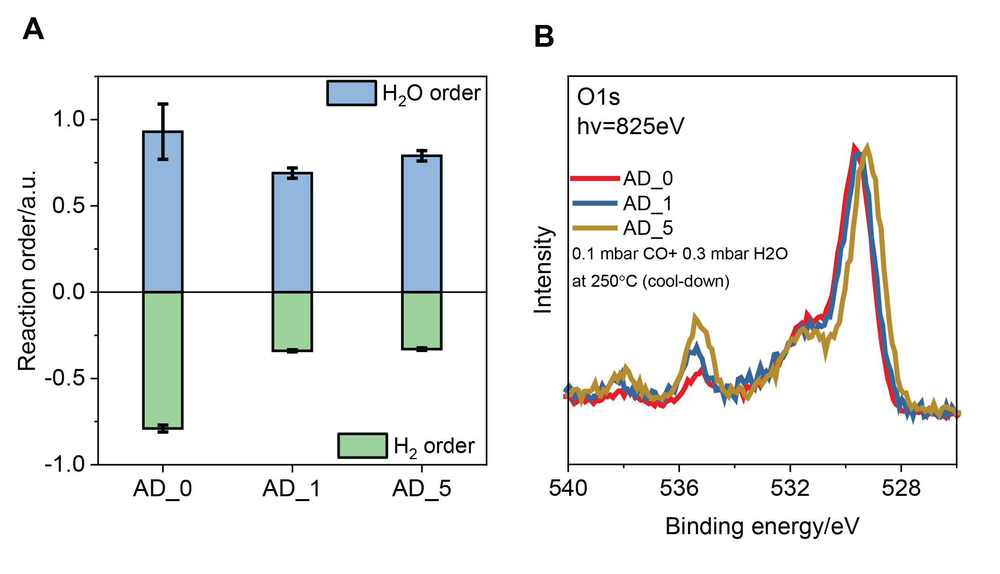 A
H₂O order
1.0
0.5
0.0
-0.5
-1.0
Reaction order/a.u.
H₂ order
AD_0
AD_1
AD_5
B
O1s
hv=825eV
AD_0
AD_1
AD_5
0.1 mbar CO+ 0.3 mbar H2O
at 250°C (cool-down)
Intensity
540
536
532
528
Binding energy/eV